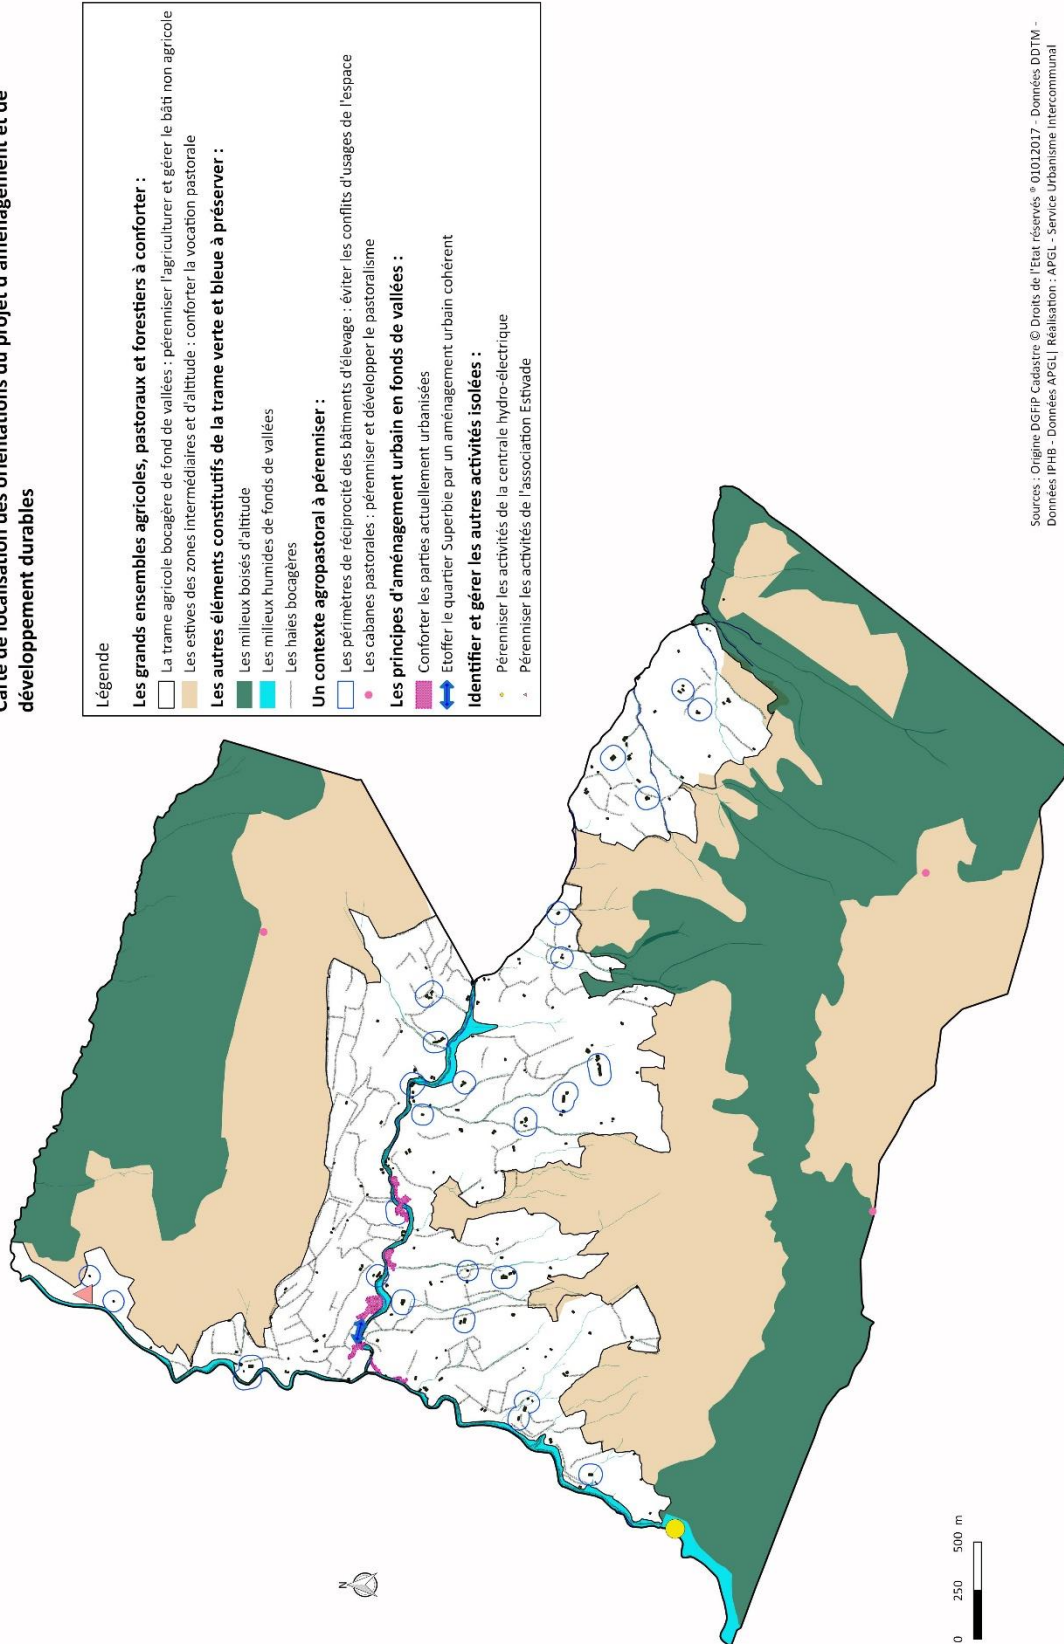 Carte de localisation des orientations du projet d'aménagement et de
développement durables
Légende
Les grands ensembles agricoles, pastoraux et forestiers à conforter :
La trame agricole bocagère de fond de vallées : pérenniser l'agriculturer et gérer le bâti non agricole
Les estives des zones intermédiaires et d'altitude : conforter la vocation pastorale
Les autres éléments constitutifs de la trame verte et bleue à préserver :
Les milieux boisés d'altitude
Les milieux humides de fonds de vallées
Les haies bocagères
Un contexte agropastoral à pérenniser :
Les périmètres de réciprocité des bâtiments d'élevage : éviter les conflits d'usages de l'espace
Les cabanes pastorales : pérenniser et développer le pastoralisme
Les principes d'aménagement urbain en fonds de vallées :
Conforter les parties actuellement urbanisées
Etoffer le quartier Superbie par un aménagement urbain cohérent
Identifier et gérer les autres activités isolées :
Pérenniser les activités de la centrale hydro-électrique
Pérenniser les activités de l'association Estivade
N
0 250 500 m
Sources : Origine DGFiP Cadastre © Droits de l'Etat réservés ® 01012017 - Données DDTM -
Données IPHB - Données APGL| Réalisation : APGL - Service Urbanisme Intercommunal